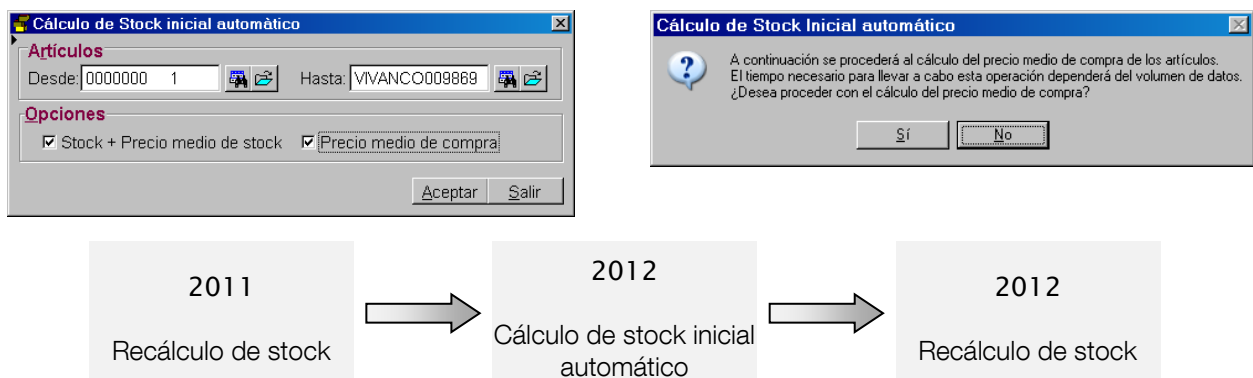 Cálculo de Stock inicial automàtico
Artículos
Desde: 0000000 1 Hasta: VIVANCO009869
Opciones
Stock + Precio medio de stock Precio medio de compra
Aceptar Salir
Cálculo de Stock Inicial automático
A continuación se procederá al cálculo del precio medio de compra de los artículos.
El tiempo necesario para llevar a cabo esta operación dependerá del volumen de datos.
¿Desea proceder con el cálculo del precio medio de compra?
Sí No
2011
Recálculo de stock
2012
Cálculo de stock inicial
automático
2012
Recálculo de stock